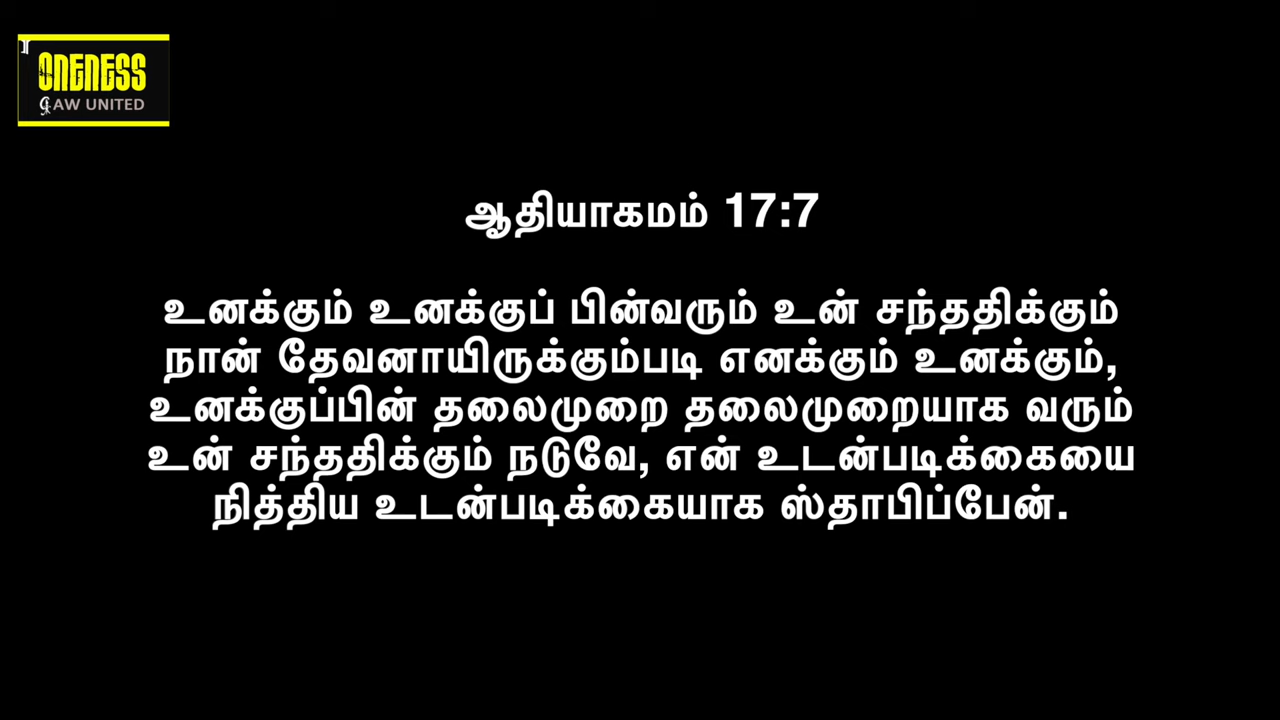 ONENESS
LAW UNITED
ஆதியாகமம் 17:7
உனக்கும் உனக்குப் பின்வரும் உன் சந்ததிக்கும்
நான் தேவனாயிருக்கும்படி எனக்கும் உனக்கும்,
உனக்குப்பின் தலைமுறை தலைமுறையாக வரும்
உன் சந்ததிக்கும் நடுவே, என் உடன்படிக்கையை
நித்திய உடன்படிக்கையாக ஸ்தாபிப்பேன்.